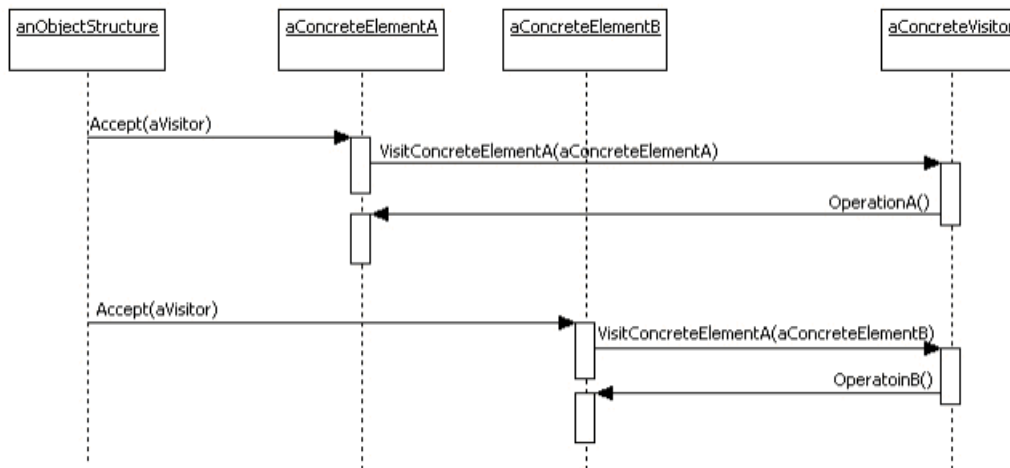 anObjectStructure
aConcreteElementA
aConcreteElementB
aConcreteVisitor
Accept(aVisitor)
VisitConcreteElementA(aConcreteElementA)
OperationA()
Accept(aVisitor)
VisitConcreteElementA(aConcreteElementB)
OperatoinB()